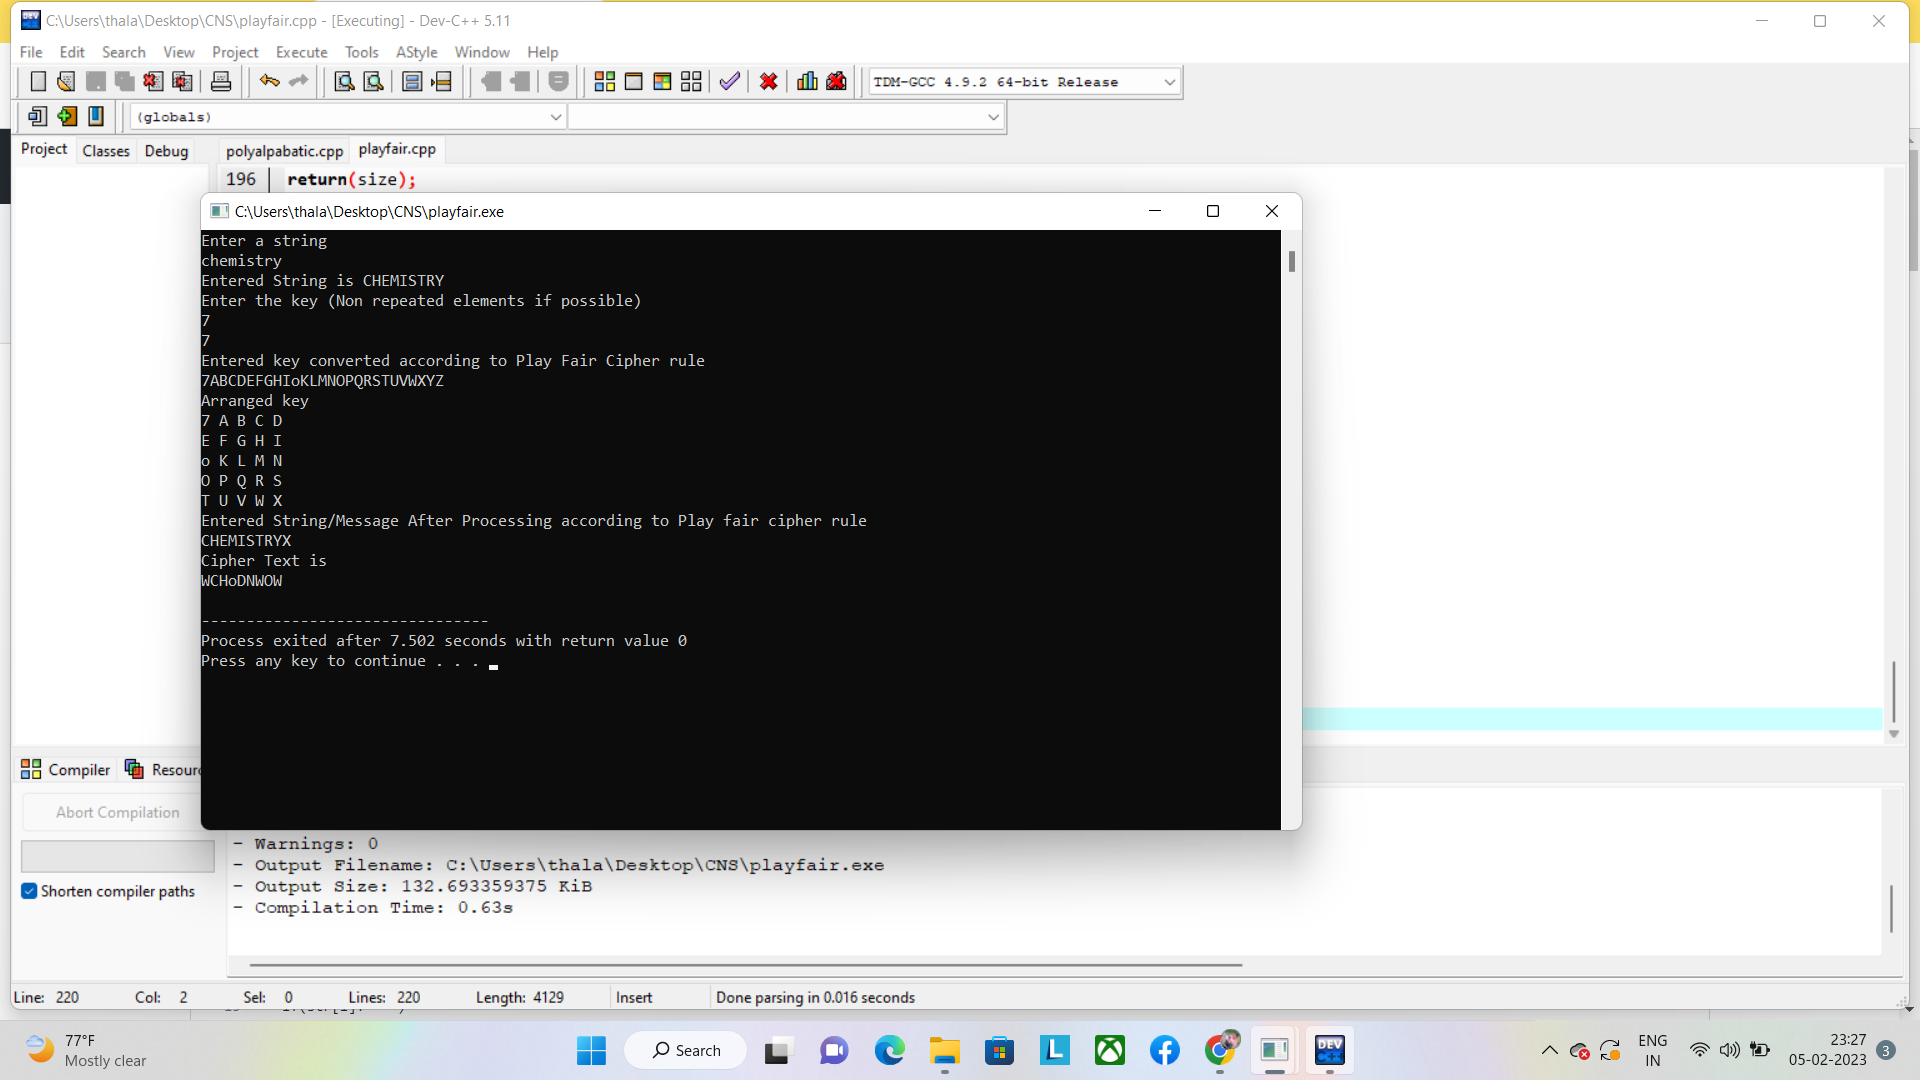 C:\Users\thala\Desktop\CNS\playfair.cpp - [Executing] - Dev-C++ 5.11
File Edit Search View Project Execute Tools AStyle Window Help
TDM-GCC 4.9.2 64-bit Release
(globals)
Project Classes Debug polyalpabatic.cpp playfair.cpp
196 return(size);
C:\Users\thala\Desktop\CNS\playfair.exe
Enter a string
chemistry
Entered String is CHEMISTRY
Enter the key (Non repeated elements if possible)
7
7
Entered key converted according to Play Fair Cipher rule
7ABCDEFGHIoKLMNOPQRSTUVWXYZ
Arranged key
7 A B C D
E F G H I
o K L M N
O P Q R S
T U V W X
Entered String/Message After Processing according to Play fair cipher rule
CHEMISTRYX
Cipher Text is
WCHoDNWOW
--------------------------------
Process exited after 7.502 seconds with return value 0
Press any key to continue . . .
Compiler Resour
Abort Compilation
Shorten compiler paths
- Warnings: 0
- Output Filename: C:\Users\thala\Desktop\CNS\playfair.exe
- Output Size: 132.693359375 KiB
- Compilation Time: 0.63s
Line: 220 Col: 2 Sel: 0 Lines: 220 Length: 4129 Insert Done parsing in 0.016 seconds
77°F
Mostly clear
Search
DEV C++
ENG
IN
23:27
05-02-2023
3